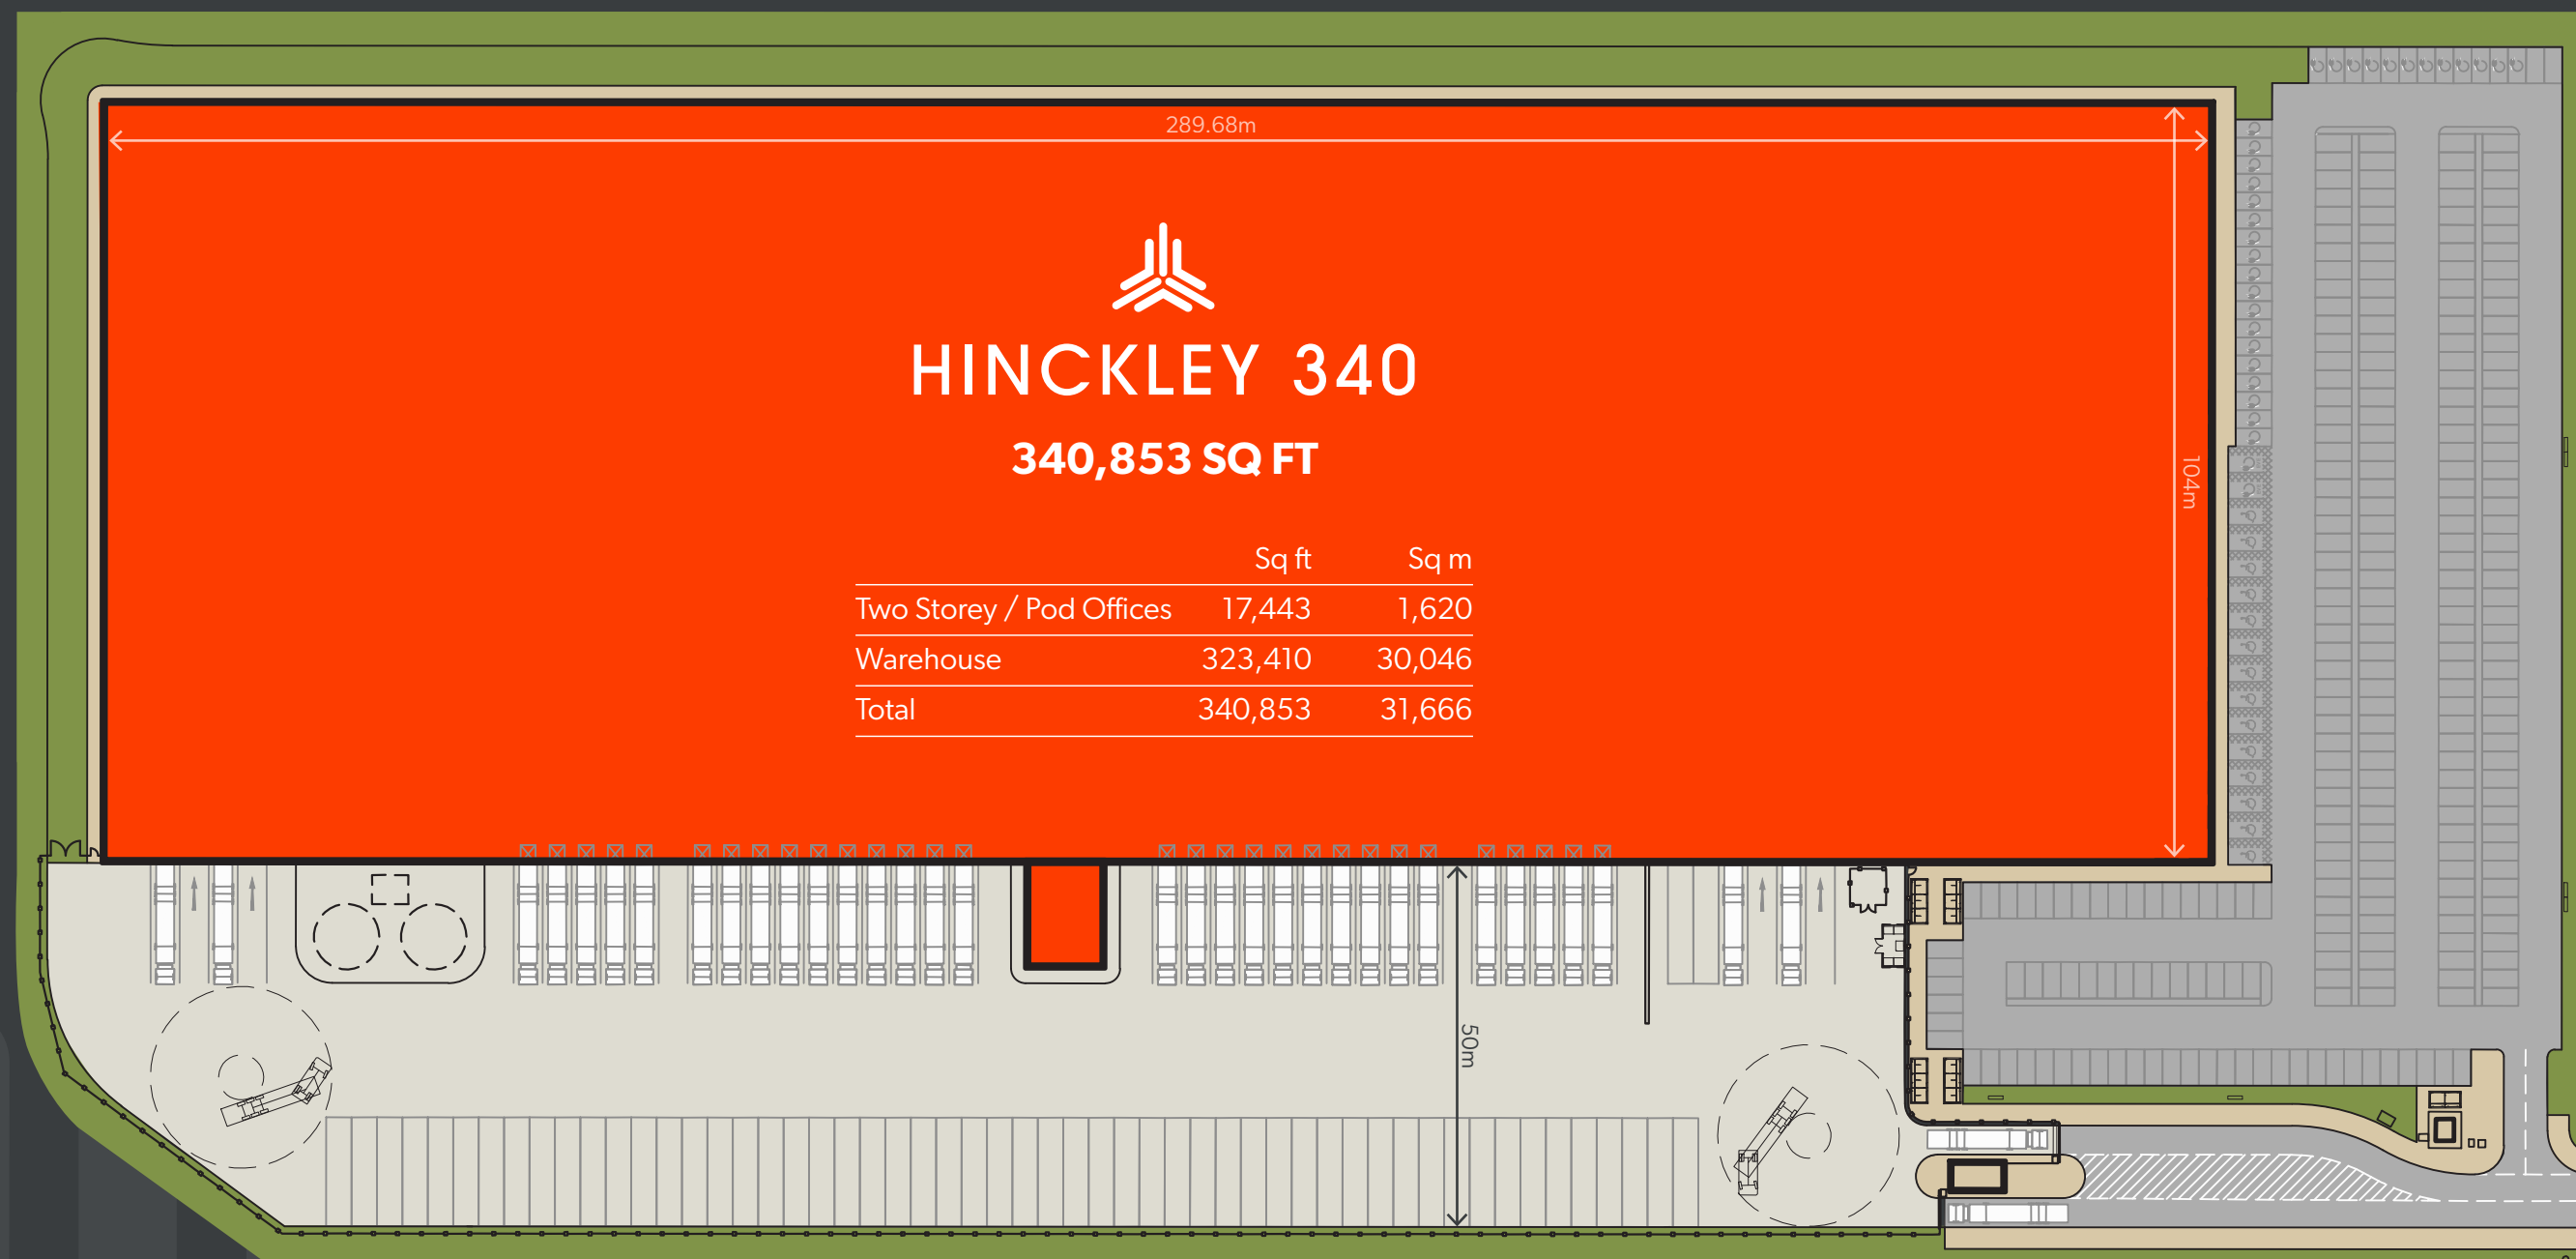 289.68m
HINCKLEY 340
340,853 SQ FT
104m
Sq ft Sq m
Two Storey / Pod Offices 17,443 1,620
Warehouse 323,410 30,046
Total 340,853 31,666
50m